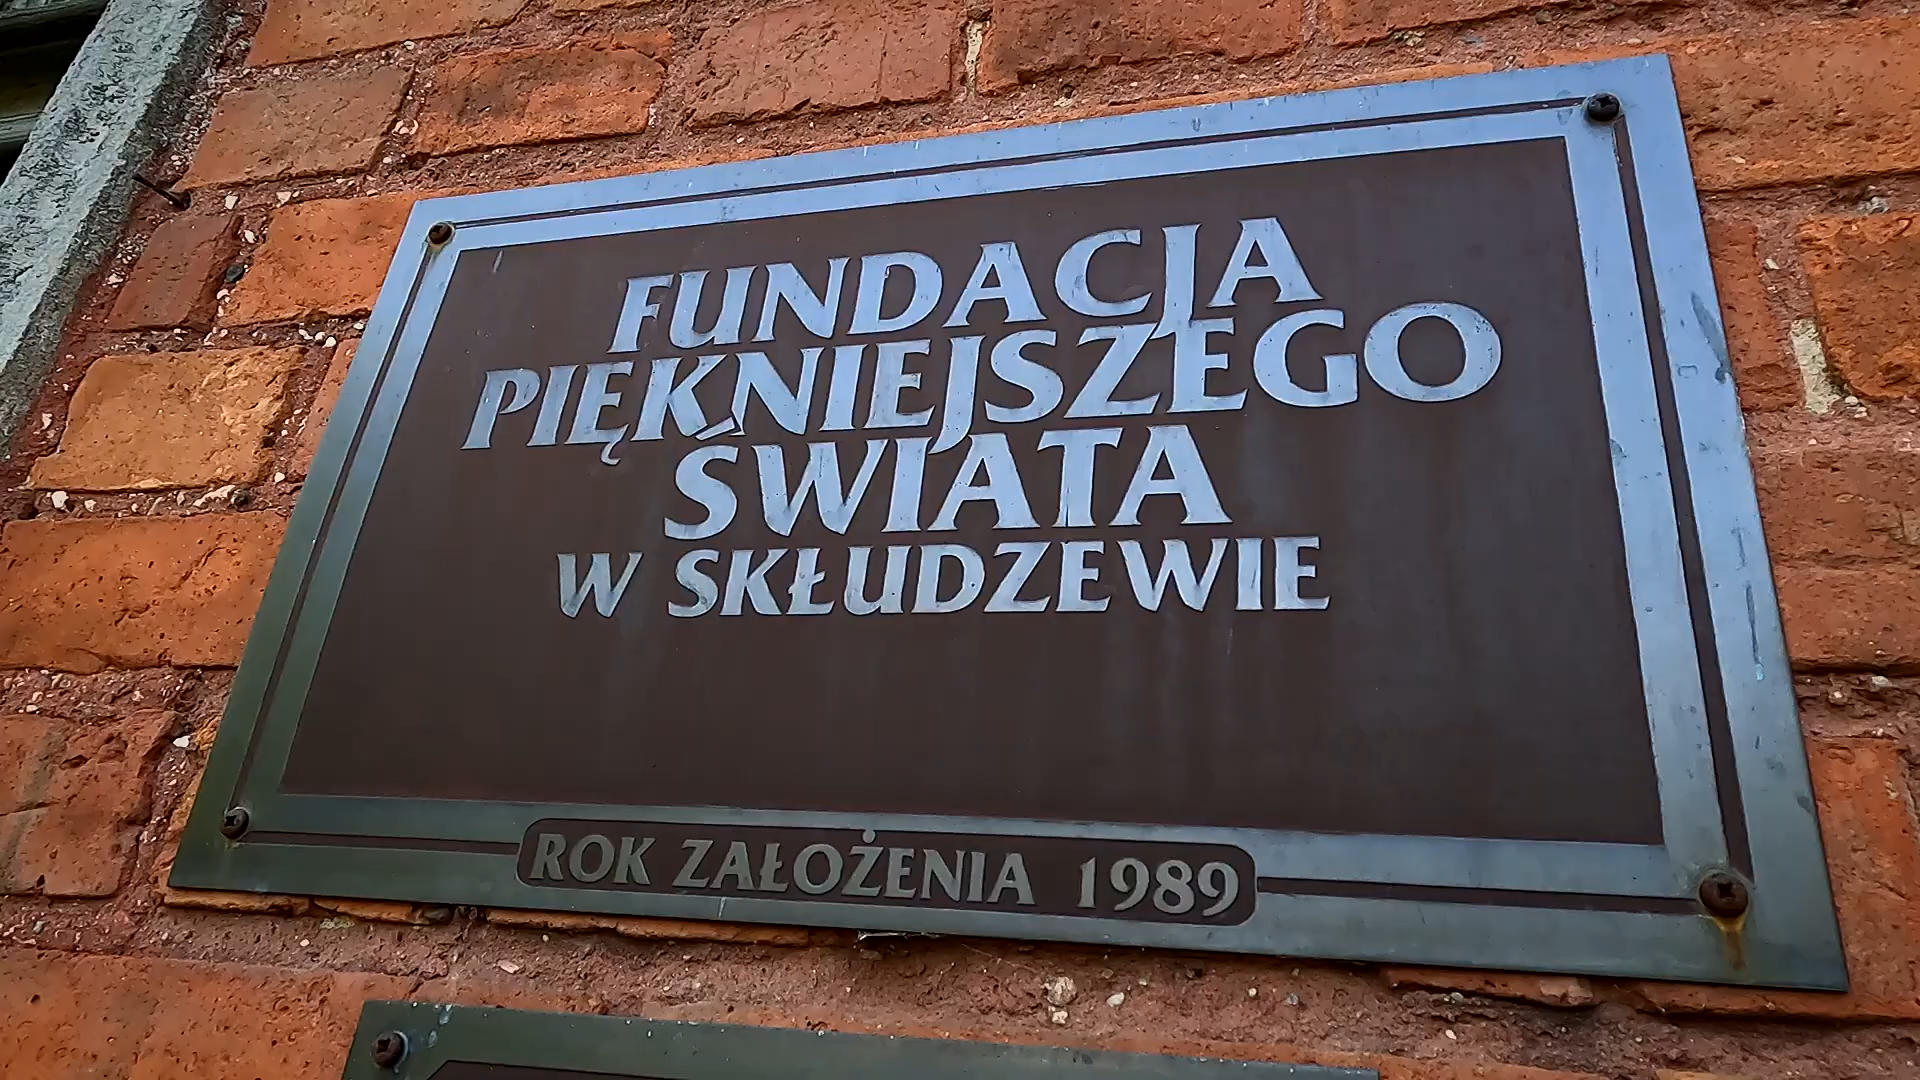 FUNDACJA
PIĘKNIEJSZEGO
ŚWIATA
W SKŁUDZEWIE
ROK ZAŁOŻENIA 1989